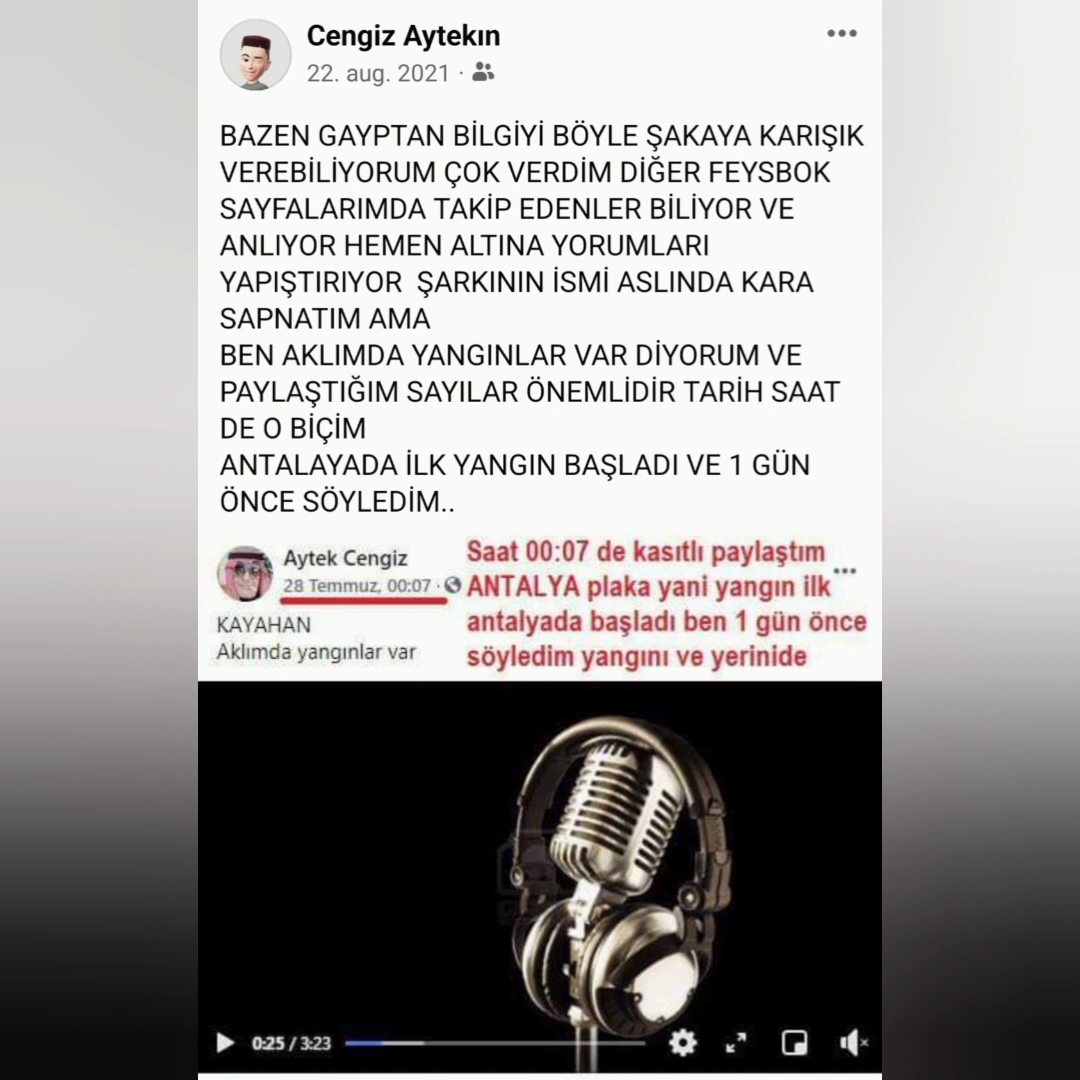 Cengiz Aytekın
22. aug. 2021 ·
BAZEN GAYPTAN BİLGİYİ BÖYLE ŞAKAYA KARIŞIK
VEREBİLİYORUM ÇOK VERDİM DİĞER FEYSBOK
SAYFALARIMDA TAKİP EDENLER BİLİYOR VE
ANLIYOR HEMEN ALTINA YORUMLARI
YAPIŞTIRIYOR  ŞARKININ İSMİ ASLINDA KARA
SAPNATIM AMA
BEN AKLIMDA YANGINLAR VAR DİYORUM VE
PAYLAŞTIĞIM SAYILAR ÖNEMLİDİR TARİH SAAT
DE O BİÇİM
ANTALAYADA İLK YANGIN BAŞLADI VE 1 GÜN
ÖNCE SÖYLEDİM..
Aytek Cengiz
28 Temmuz, 00:07 ·
KAYAHAN
Aklımda yangınlar var
Saat 00:07 de kasıtlı paylaştım
ANTALYA plaka yani yangın ilk
antalyada başladı ben 1 gün önce
söyledim yangını ve yerinide
0:25 / 3:23